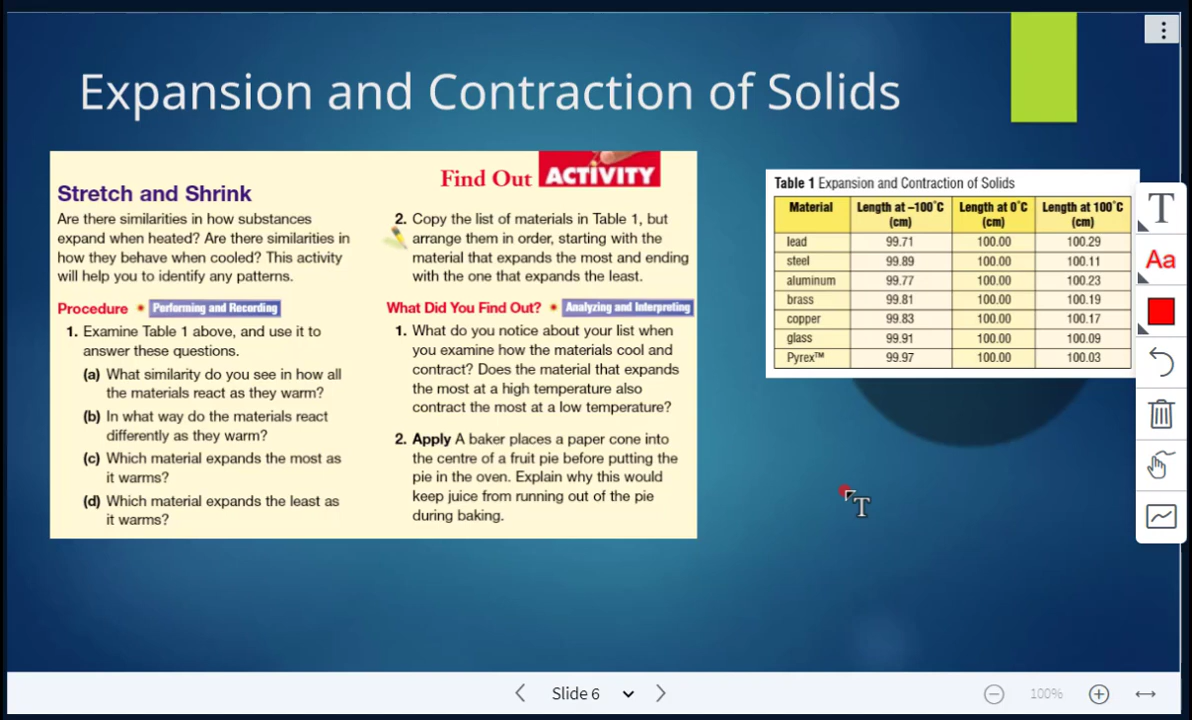 Expansion and Contraction of Solids
Find Out ACTIVITY
Stretch and Shrink
Are there similarities in how substances
expand when heated? Are there similarities in
how they behave when cooled? This activity
will help you to identify any patterns.
Procedure • Performing and Recording
1. Examine Table 1 above, and use it to
answer these questions.
(a) What similarity do you see in how all
the materials react as they warm?
(b) In what way do the materials react
differently as they warm?
(c) Which material expands the most as
it warms?
(d) Which material expands the least as
it warms?
2. Copy the list of materials in Table 1, but
arrange them in order, starting with the
material that expands the most and ending
with the one that expands the least.
What Did You Find Out? • Analyzing and Interpreting
1. What do you notice about your list when
you examine how the materials cool and
contract? Does the material that expands
the most at a high temperature also
contract the most at a low temperature?
2. Apply A baker places a paper cone into
the centre of a fruit pie before putting the
pie in the oven. Explain why this would
keep juice from running out of the pie
during baking.
Table 1 Expansion and Contraction of Solids
Material Length at –100˚C (cm) Length at 0˚C (cm) Length at 100˚C (cm)
lead 99.71 100.00 100.29
steel 99.89 100.00 100.11
aluminum 99.77 100.00 100.23
brass 99.81 100.00 100.19
copper 99.83 100.00 100.17
glass 99.91 100.00 100.09
Pyrex™ 99.97 100.00 100.03
T
Aa
T
Slide 6
100%